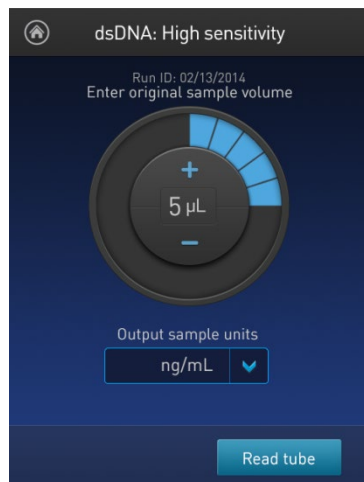 dsDNA: High sensitivity
Run ID: 02/13/2014
Enter original sample volume
+
5 µL
−
Output sample units
ng/mL
Read tube